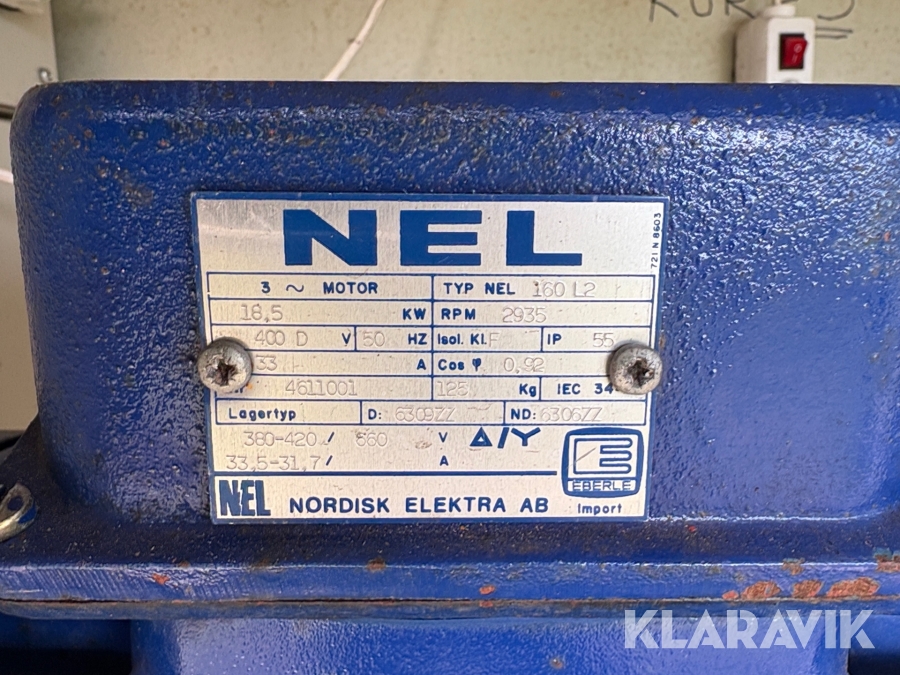 NEL
721 N 8603
3 ~ MOTOR TYP NEL 160 L2
18,5 KW RPM 2935
400 D V 50 HZ Isol. Kl. F IP 55
33 A Cos φ 0,92
4611001 125 Kg IEC 34
Lagertyp D: 6309ZZ ND: 6306ZZ
380-420 / 660 V Δ/Y
33,5-31,7 / A
EBERLE
NEL NORDISK ELEKTRA AB Import
KLARAVIK